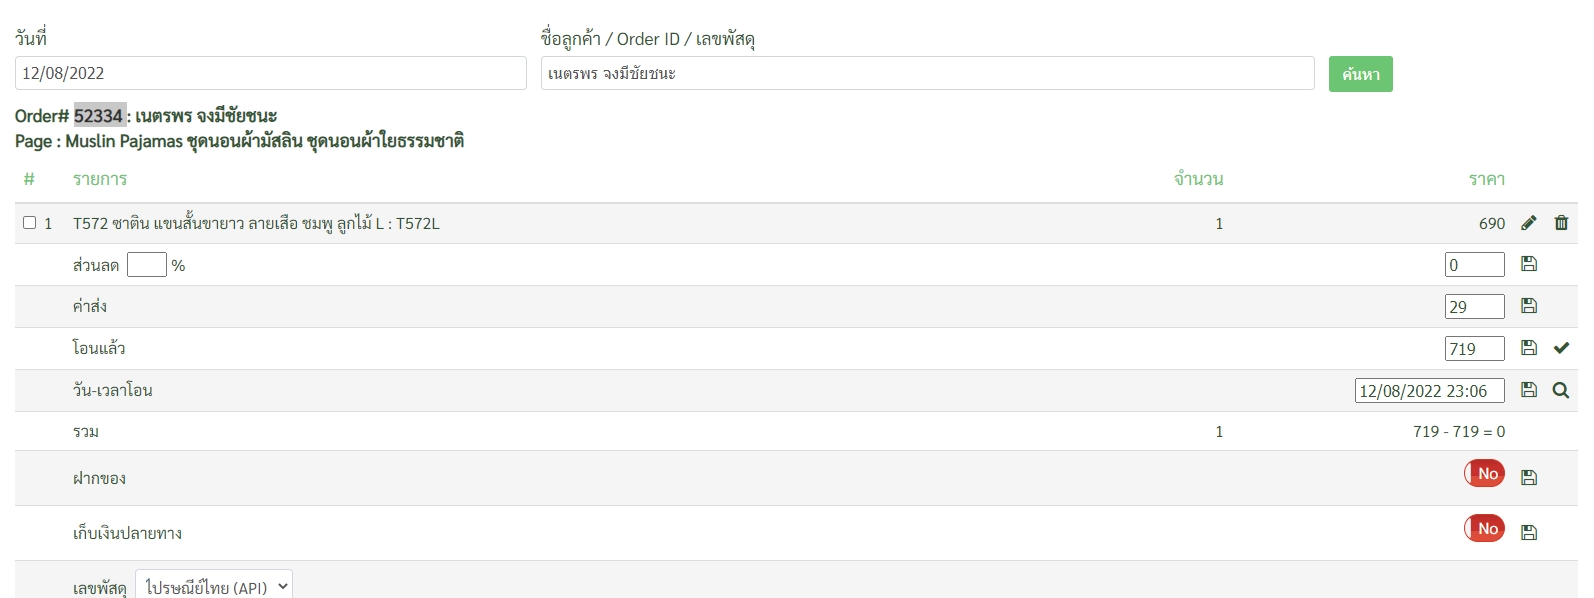 วันที่
ชื่อลูกค้า / Order ID / เลขพัสดุ
12/08/2022
เนตรพร จงมีชัยชนะ
ค้นหา
Order# 52334 : เนตรพร จงมีชัยชนะ
Page : Muslin Pajamas ชุดนอนผ้ามัสลิน ชุดนอนผ้าใยธรรมชาติ
# รายการ จำนวน ราคา
1 T572 ซาติน แขนสั้นขายาว ลายเสือ ชมพู ลูกไม้ L : T572L 1 690
ส่วนลด % 0
ค่าส่ง 29
โอนแล้ว 719
วัน-เวลาโอน 12/08/2022 23:06
รวม 1 719 - 719 = 0
ฝากของ No
เก็บเงินปลายทาง No
เลขพัสดุ ไปรษณีย์ไทย (API)